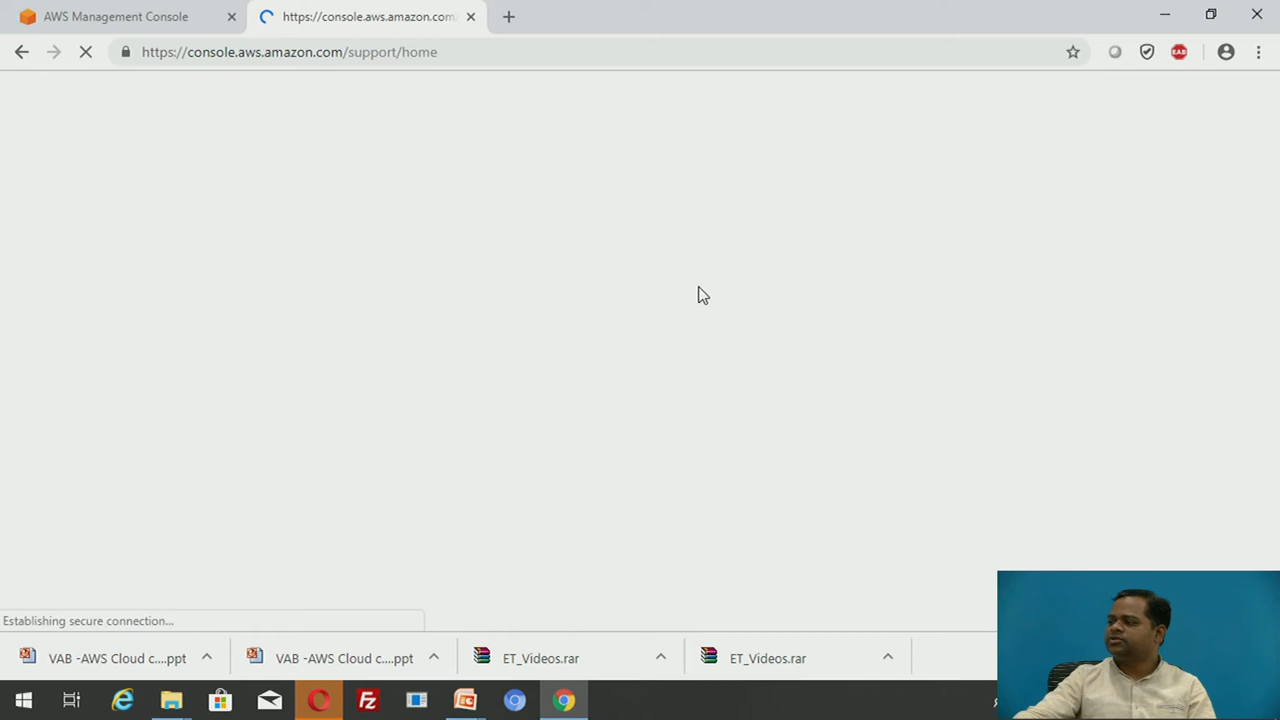 AWS Management Console
https://console.aws.amazon.com/
https://console.aws.amazon.com/support/home
EAB
Establishing secure connection...
VAB -AWS Cloud c....ppt
VAB -AWS Cloud c....ppt
ET_Videos.rar
ET_Videos.rar